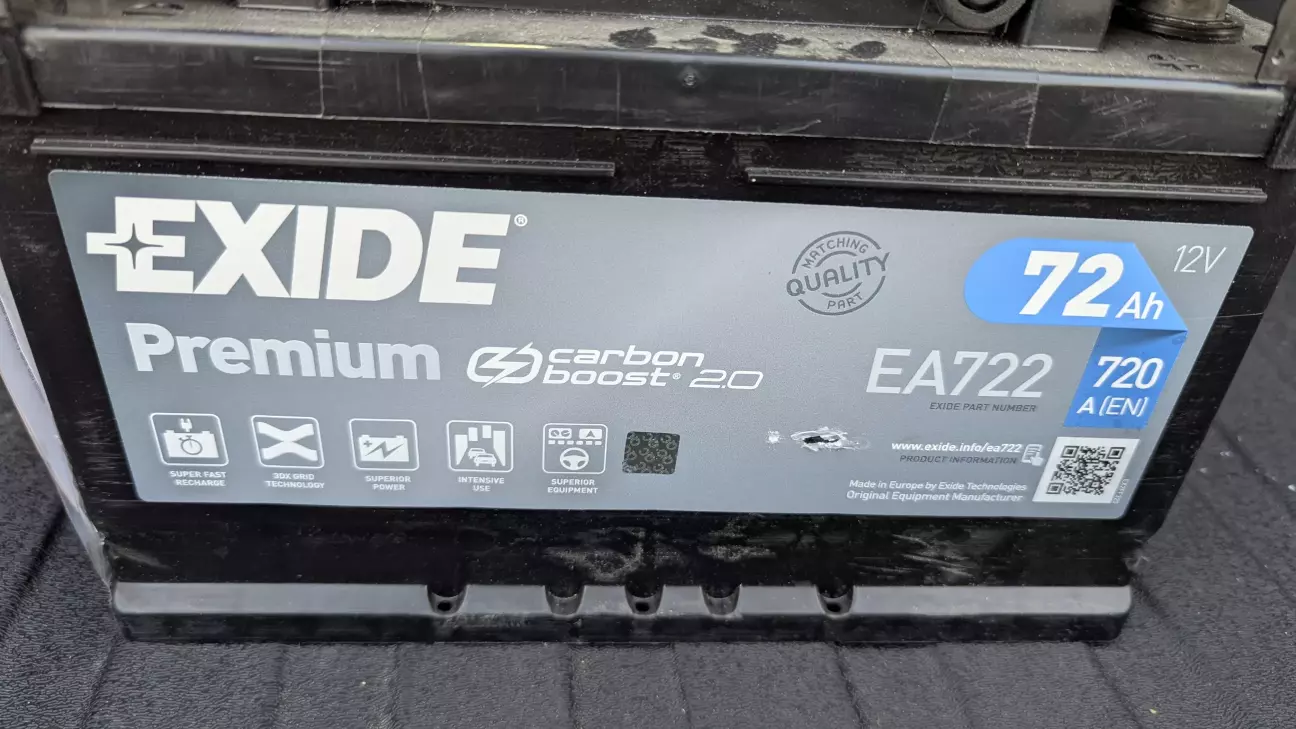 EXIDE®
MATCHING
QUALITY
PART
72 Ah
12V
Premium
carbon
boost® 2.0
EA722
EXIDE PART NUMBER
720
A (EN)
SUPER FAST
RECHARGE
3DX GRID
TECHNOLOGY
SUPERIOR
POWER
INTENSIVE
USE
SUPERIOR
EQUIPMENT
www.exide.info/ea722
PRODUCT INFORMATION
Made in Europe by Exide Technologies
Original Equipment Manufacturer